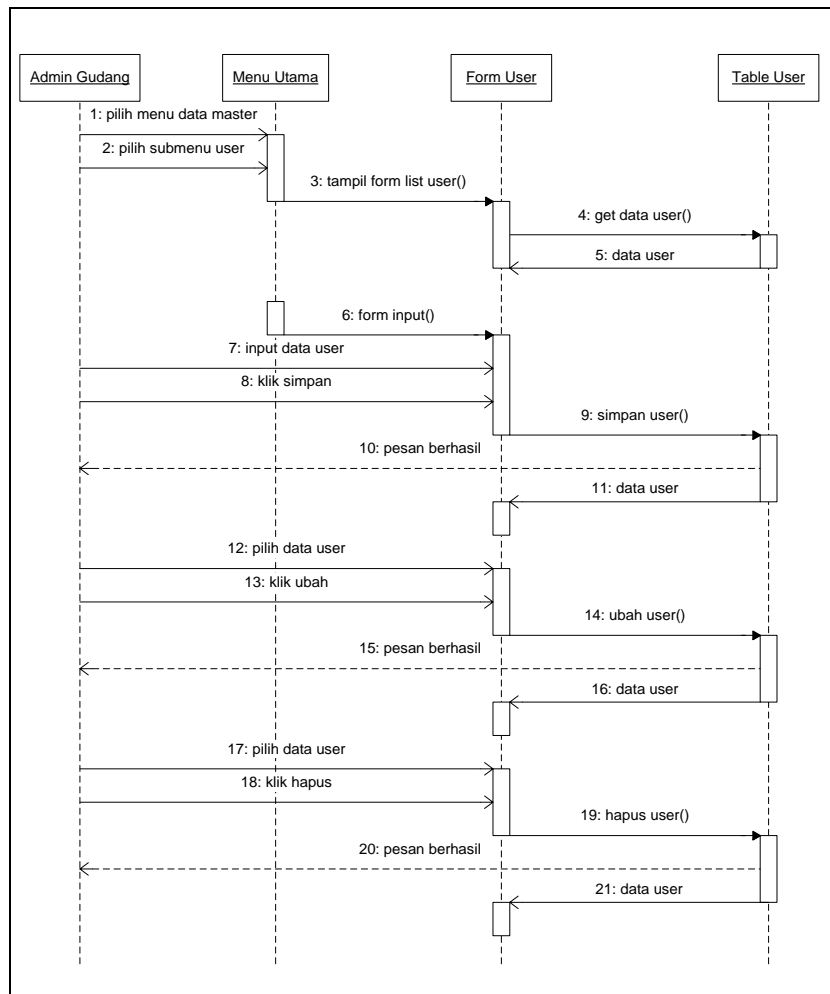 Admin Gudang
Menu Utama
Form User
Table User
1: pilih menu data master
2: pilih submenu user
3: tampil form list user()
4: get data user()
5: data user
6: form input()
7: input data user
8: klik simpan
9: simpan user()
10: pesan berhasil
11: data user
12: pilih data user
13: klik ubah
14: ubah user()
15: pesan berhasil
16: data user
17: pilih data user
18: klik hapus
19: hapus user()
20: pesan berhasil
21: data user